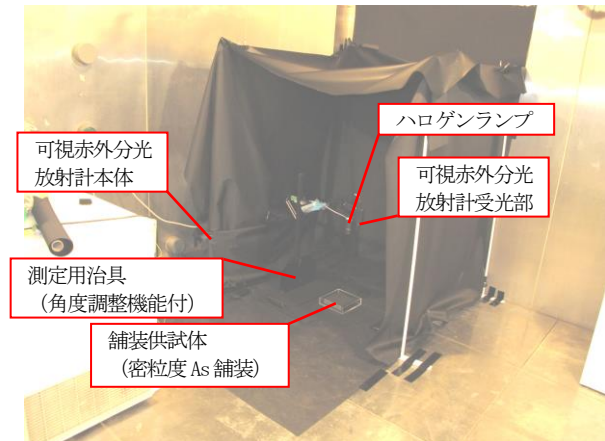 ハロゲンランプ
可視赤外分光
放射計本体
可視赤外分光
放射計受光部
測定用治具
（角度調整機能付）
舗装供試体
（密粒度 As 舗装）